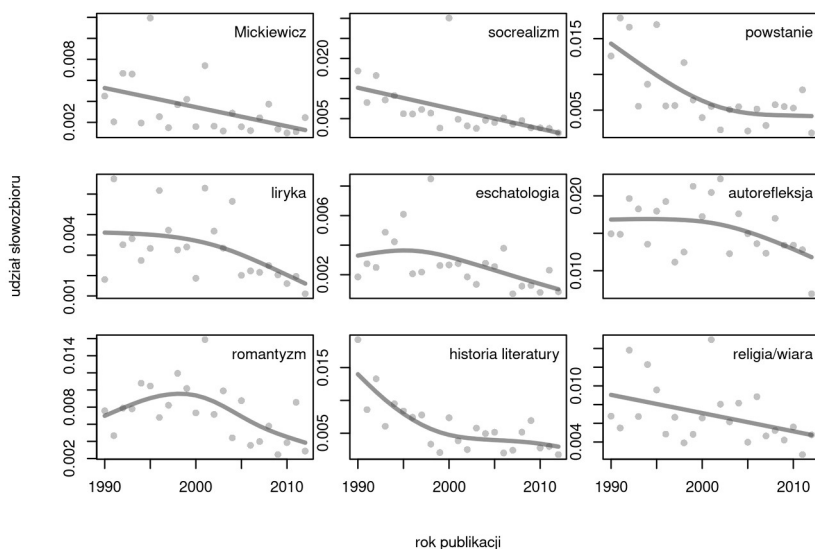 Mickiewicz
0.002 0.008
socrealizm
0.005 0.020
powstanie
0.005 0.015
liryka
0.001 0.004
eschatologia
0.002 0.006
autorefleksja
0.010 0.020
romantyzm
0.002 0.008 0.014
historia literatury
0.005 0.015
religia/wiara
0.004 0.010
udział słowozbioru
1990 2000 2010
1990 2000 2010
1990 2000 2010
rok publikacji